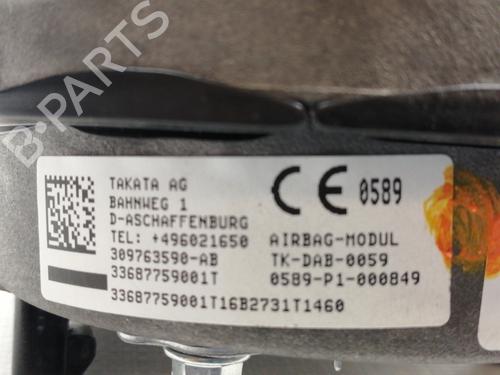 B-PARTS
TAKATA AG
BAHNWEG 1
D-ASCHAFFENBURG
TEL: +496021650
309763590-AB
33687759001T
33687759001T16B2731T1460
CE 0589
AIRBAG-MODUL
TK-DAB-0059
0589-P1-000849